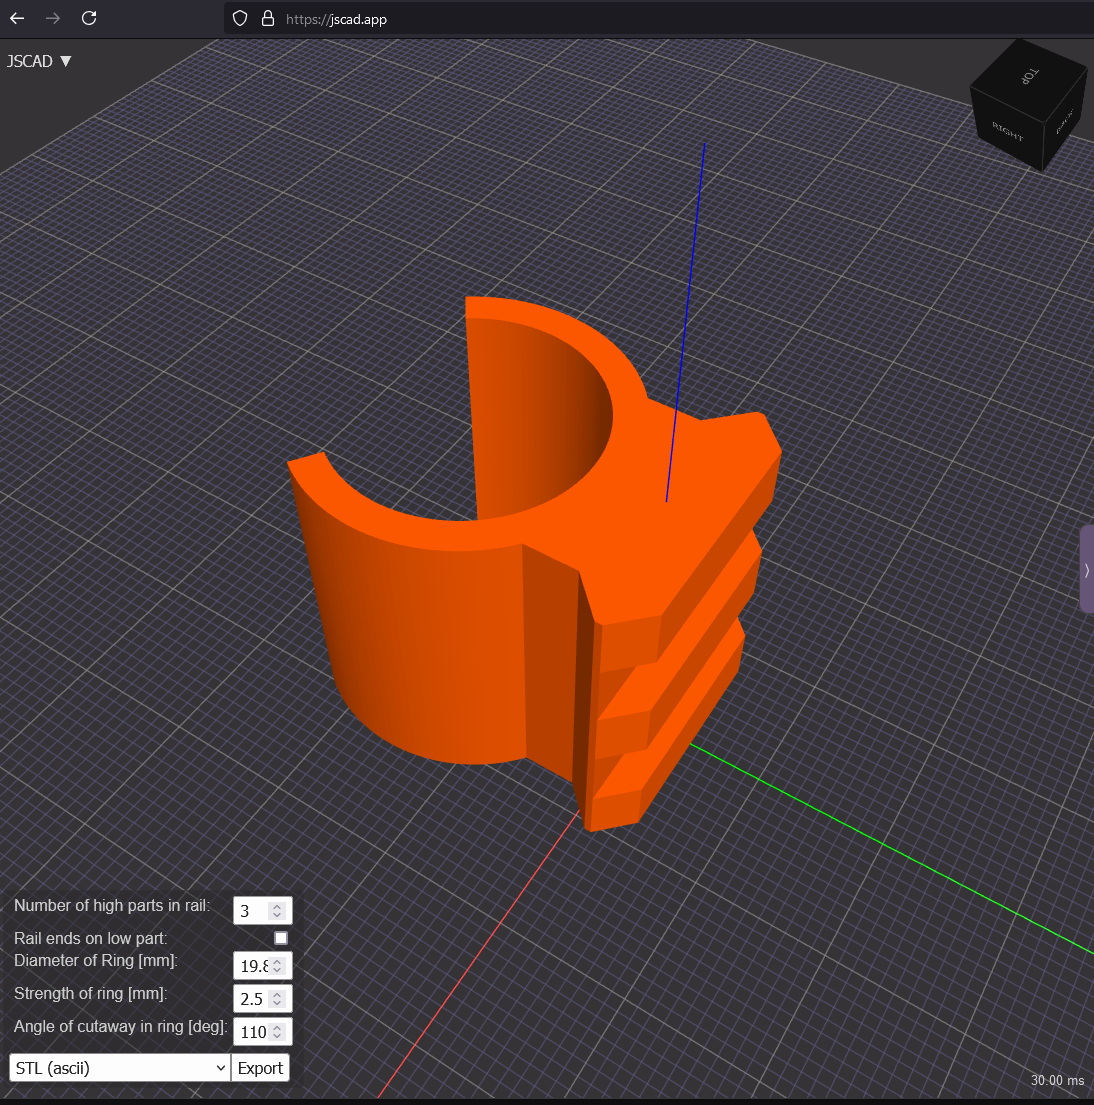 https://jscad.app
JSCAD ▼
TOP
RIGHT
Number of high parts in rail:
3
Rail ends on low part:
Diameter of Ring [mm]:
19.8
Strength of ring [mm]:
2.5
Angle of cutaway in ring [deg]:
110
STL (ascii)
Export
30.00 ms